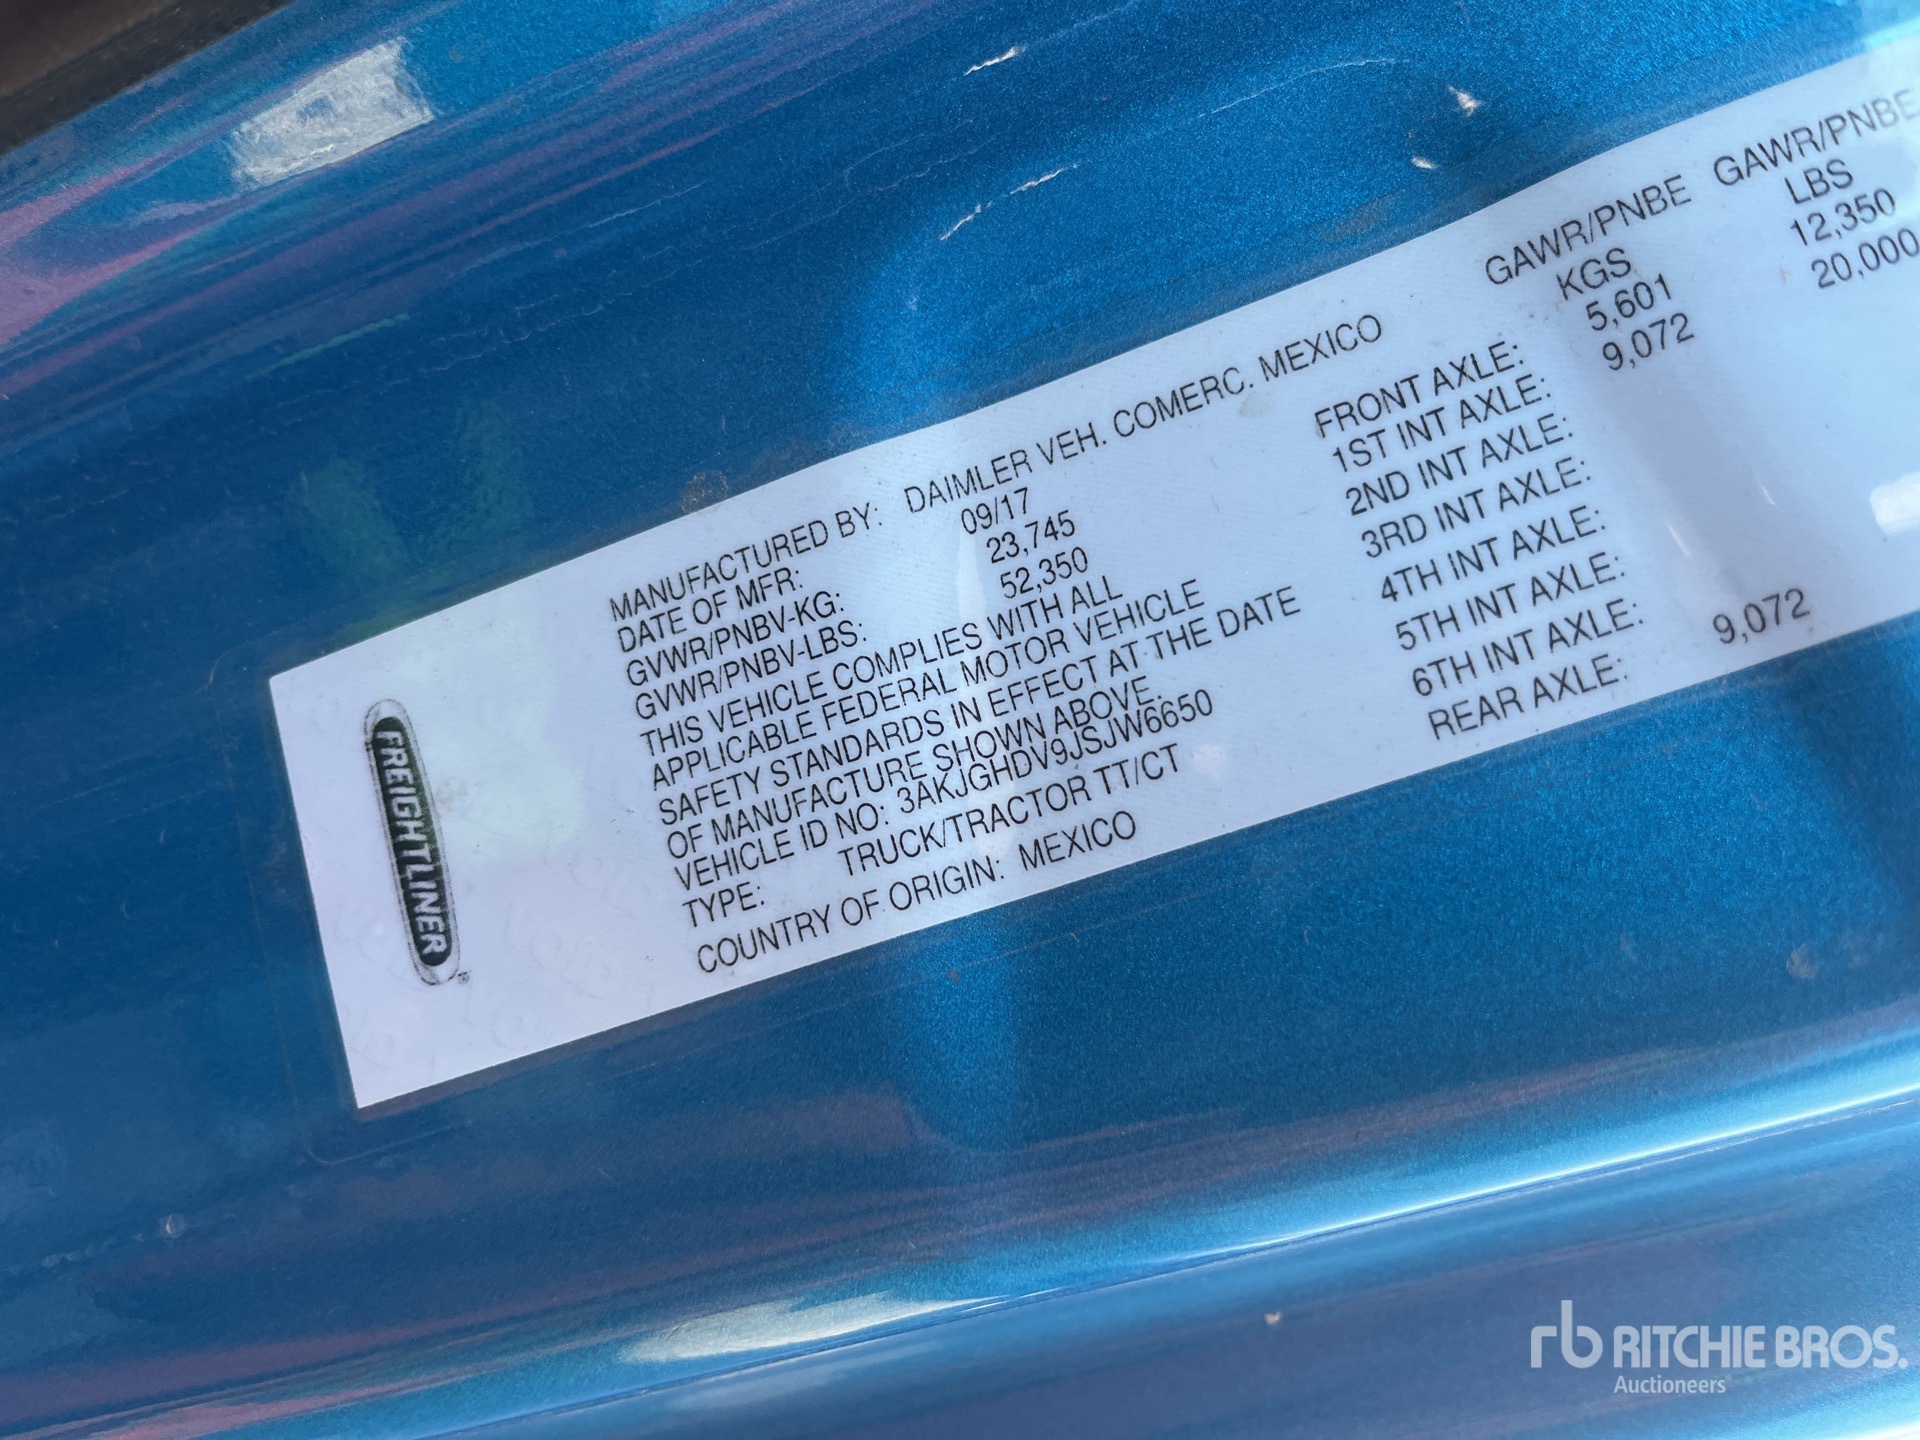 FREIGHTLINER
MANUFACTURED BY: DAIMLER VEH. COMERC. MEXICO
DATE OF MFR: 09/17
GVWR/PNBV-KG: 23,745
GVWR/PNBV-LBS: 52,350
THIS VEHICLE COMPLIES WITH ALL
APPLICABLE FEDERAL MOTOR VEHICLE
SAFETY STANDARDS IN EFFECT AT THE DATE
OF MANUFACTURE SHOWN ABOVE.
VEHICLE ID NO: 3AKJGHDV9JSJW6650
TYPE: TRUCK/TRACTOR TT/CT
COUNTRY OF ORIGIN: MEXICO
GAWR/PNBE GAWR/PNBE
KGS LBS
FRONT AXLE: 5,601 12,350
1ST INT AXLE: 9,072 20,000
2ND INT AXLE:
3RD INT AXLE:
4TH INT AXLE:
5TH INT AXLE:
6TH INT AXLE:
REAR AXLE: 9,072
rb RITCHIE BROS.
Auctioneers